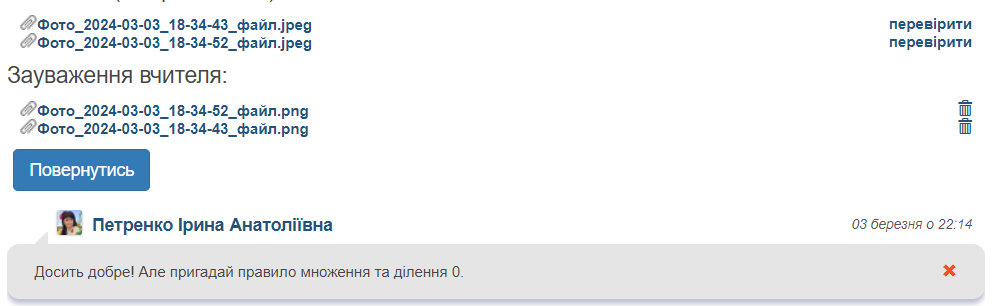 Фото_2024-03-03_18-34-43_файл.jpeg перевірити
Фото_2024-03-03_18-34-52_файл.jpeg перевірити
Зауваження вчителя:
Фото_2024-03-03_18-34-52_файл.png
Фото_2024-03-03_18-34-43_файл.png
Повернутись
Петренко Ірина Анатоліївна 03 березня о 22:14
Досить добре! Але пригадай правило множення та ділення 0.